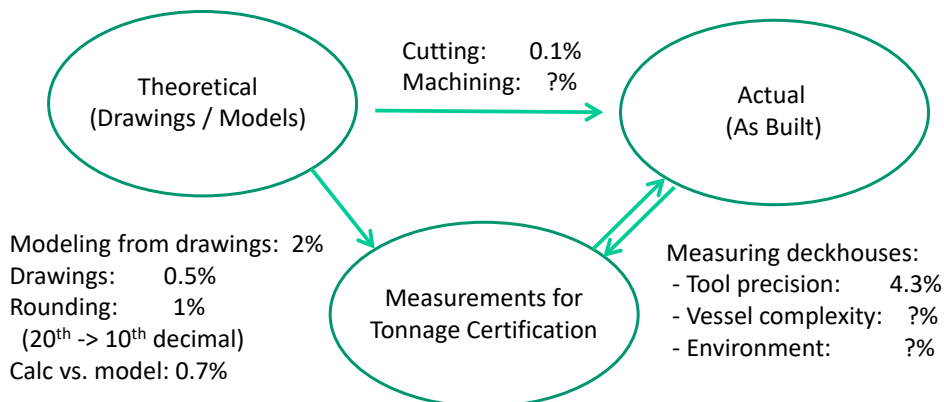 Cutting: 0.1%
Machining: ?%
Theoretical
(Drawings / Models)
Actual
(As Built)
Modeling from drawings: 2%
Drawings: 0.5%
Rounding: 1%
(20th -> 10th decimal)
Calc vs. model: 0.7%
Measurements for
Tonnage Certification
Measuring deckhouses:
- Tool precision: 4.3%
- Vessel complexity: ?%
- Environment: ?%